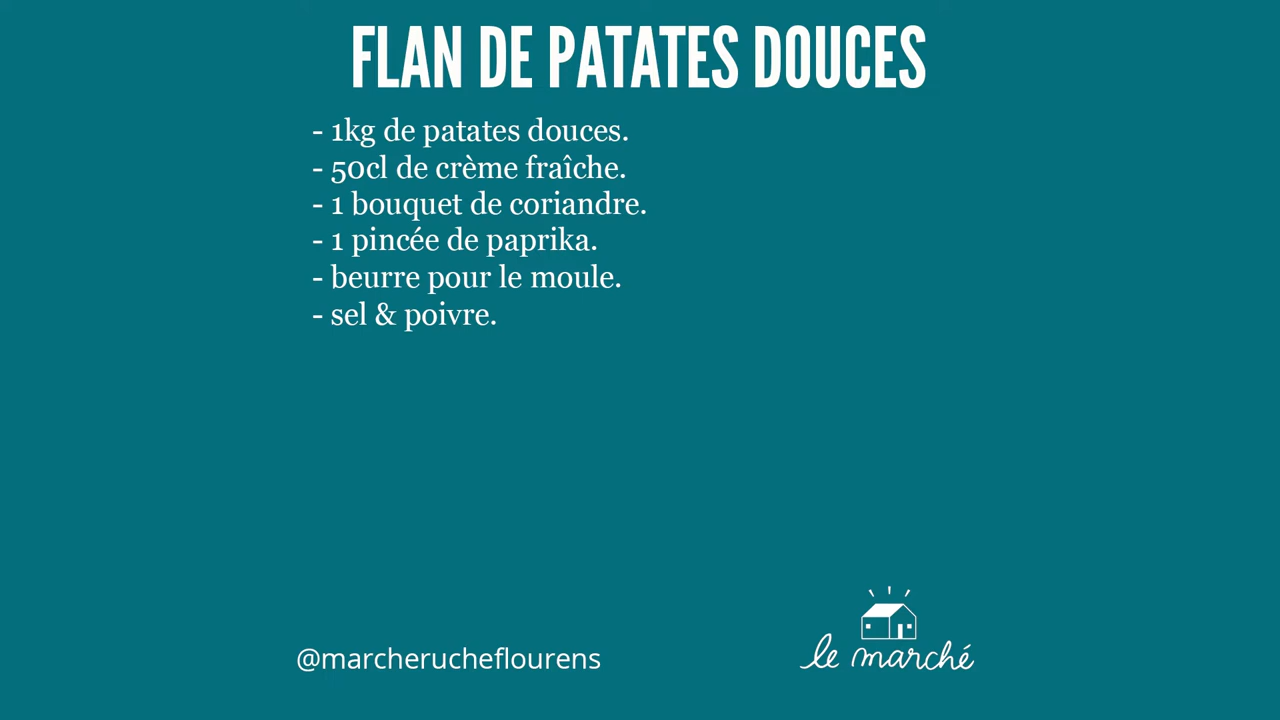 FLAN DE PATATES DOUCES
- 1kg de patates douces.
- 50cl de crème fraîche.
- 1 bouquet de coriandre.
- 1 pincée de paprika.
- beurre pour le moule.
- sel & poivre.
@marcherucheflourens
le marché